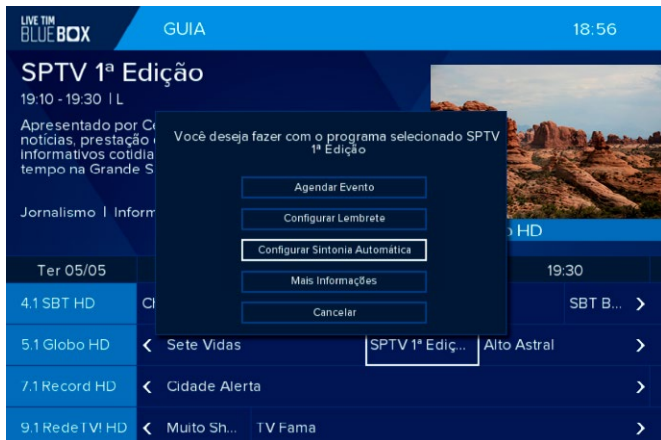 LIVE TIM
BLUEBOX
GUIA
18:56
SPTV 1ª Edição
19:10 - 19:30 | L
Apresentado por
notícias, prestação
informativos
tempo na Grande S
Jornalismo | Inform
Você deseja fazer com o programa selecionado SPTV
1ª Edição
Agendar Evento
Configurar Lembrete
Configurar Sintonia Automática
Mais Informações
Cancelar
HD
Ter 05/05
19:30
4.1 SBT HD
SBT B...
5.1 Globo HD
Sete Vidas
SPTV 1ª Ediç...
Alto Astral
7.1 Record HD
Cidade Alerta
9.1 RedeTV! HD
Muito Sh...
TV Fama